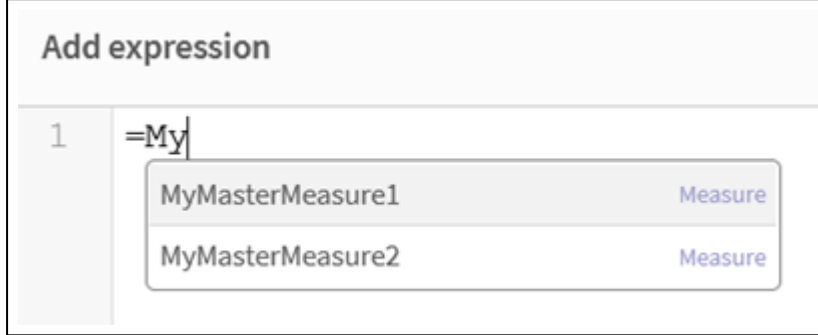 Add expression
1 =My
MyMasterMeasure1 Measure
MyMasterMeasure2 Measure